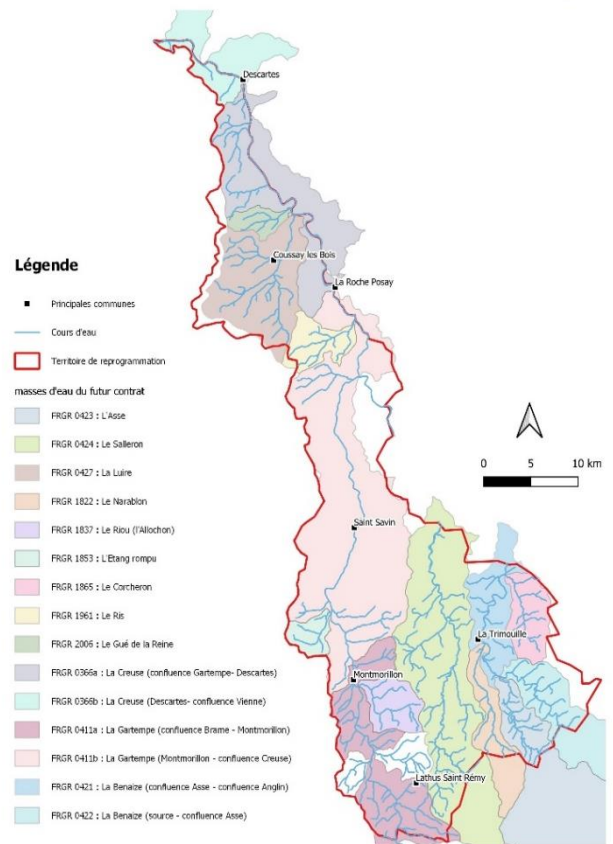 Descartes
Coussay les Bois
La Roche Posay
Légende
Principales communes
Cours d'eau
Territoire de reprogrammation
masses d'eau du futur contrat
FRGR 0423 : L'Asse
FRGR 0424 : Le Salleron
FRGR 0427 : La Luire
FRGR 1822 : Le Narablon
FRGR 1837 : Le Riou (l'Allochon)
FRGR 1853 : L'Etang rompu
FRGR 1865 : Le Corcheron
FRGR 1961 : Le Ris
FRGR 2006 : Le Gué de la Reine
FRGR 0366a : La Creuse (confluence Gartempe- Descartes)
FRGR 0366b : La Creuse (Descartes- confluence Vienne)
FRGR 0411a : La Gartempe (confluence Brame - Montmorillon)
FRGR 0411b : La Gartempe (Montmorillon - confluence Creuse)
FRGR 0421 : La Benaize (confluence Asse - confluence Anglin)
FRGR 0422 : La Benaize (source - confluence Asse)
0 5 10 km
Saint Savin
La Trimouille
Montmorillon
Lathus Saint Rémy